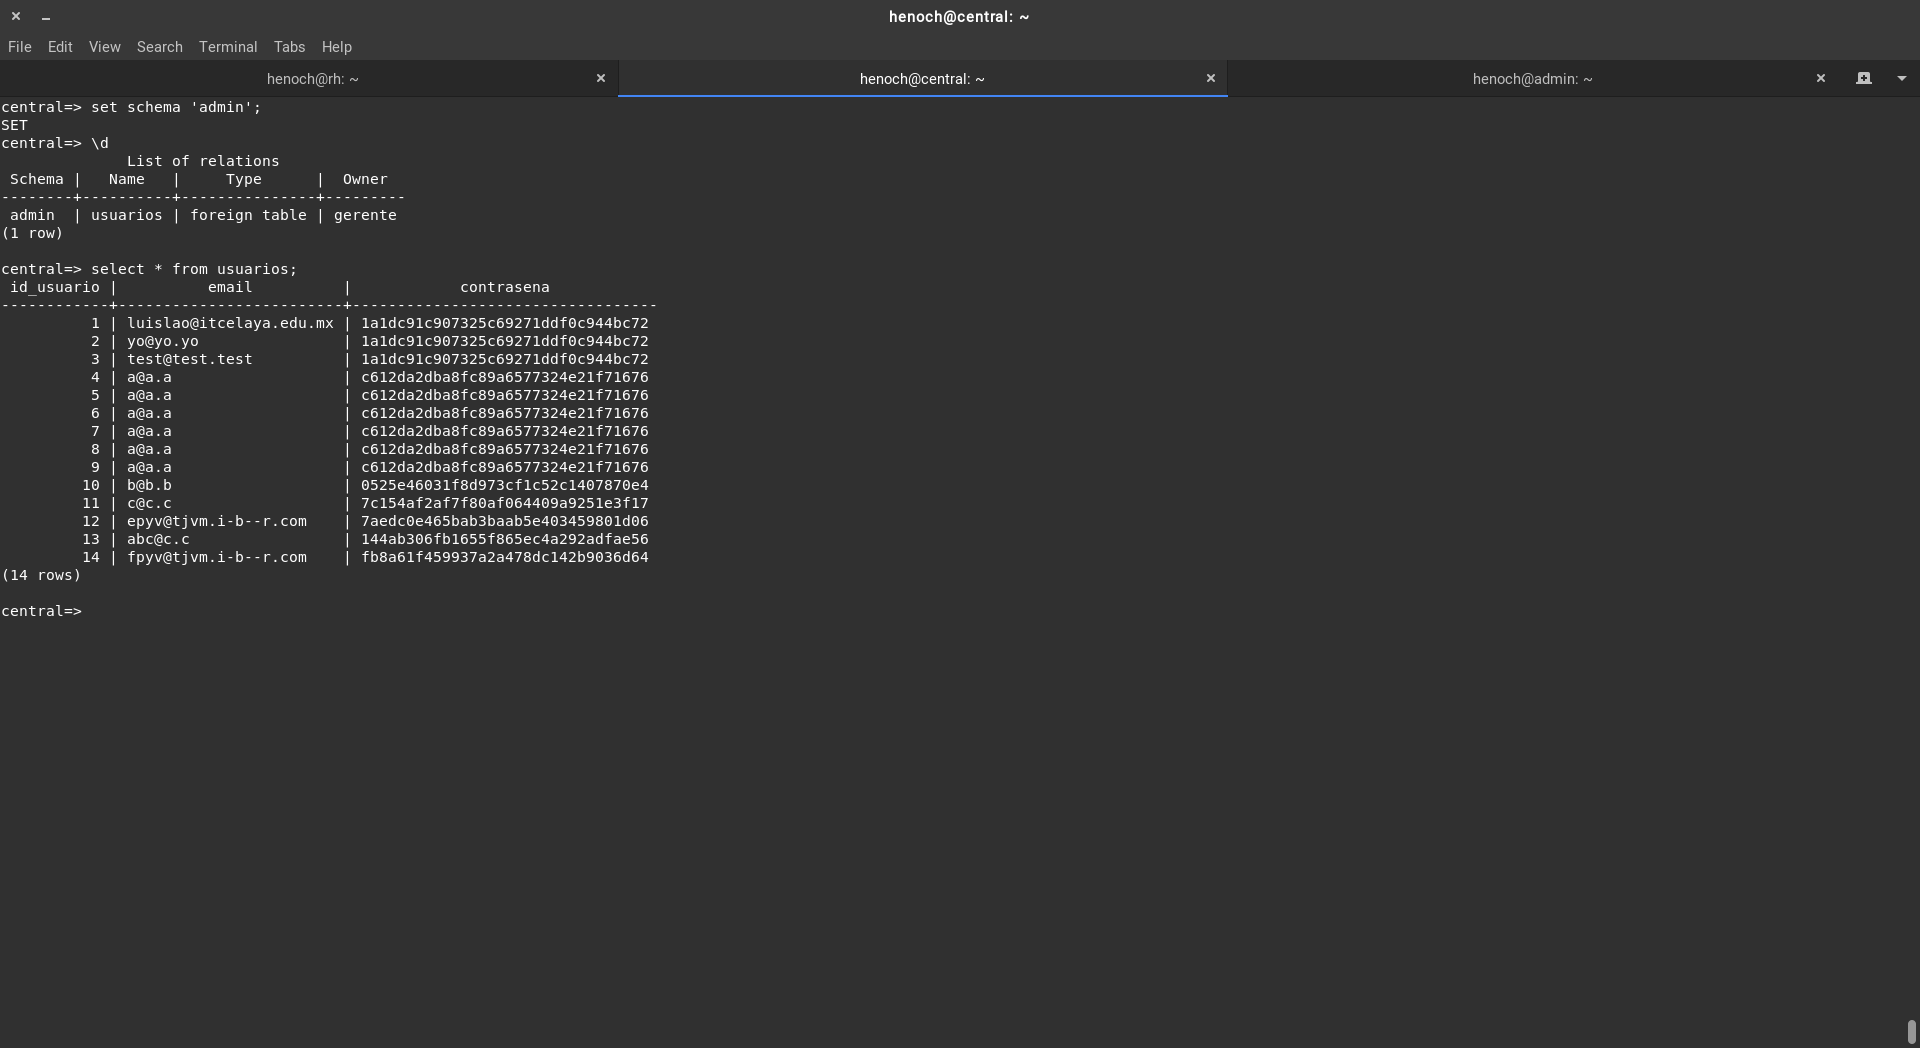 henoch@central: ~
File Edit View Search Terminal Tabs Help
henoch@rh: ~ henoch@central: ~ henoch@admin: ~
central=> set schema 'admin';
SET
central=> \d
              List of relations
 Schema |   Name   |     Type      |  Owner
--------+----------+---------------+---------
 admin  | usuarios | foreign table | gerente
(1 row)
central=> select * from usuarios;
 id_usuario |          email          |            contrasena
------------+-------------------------+----------------------------------
          1 | luislao@itcelaya.edu.mx | 1a1dc91c907325c69271ddf0c944bc72
          2 | yo@yo.yo                | 1a1dc91c907325c69271ddf0c944bc72
          3 | test@test.test          | 1a1dc91c907325c69271ddf0c944bc72
          4 | a@a.a                   | c612da2dba8fc89a6577324e21f71676
          5 | a@a.a                   | c612da2dba8fc89a6577324e21f71676
          6 | a@a.a                   | c612da2dba8fc89a6577324e21f71676
          7 | a@a.a                   | c612da2dba8fc89a6577324e21f71676
          8 | a@a.a                   | c612da2dba8fc89a6577324e21f71676
          9 | a@a.a                   | c612da2dba8fc89a6577324e21f71676
         10 | b@b.b                   | 0525e46031f8d973cf1c52c1407870e4
         11 | c@c.c                   | 7c154af2af7f80af064409a9251e3f17
         12 | epyv@tjvm.i-b--r.com    | 7aedc0e465bab3baab5e403459801d06
         13 | abc@c.c                 | 144ab306fb1655f865ec4a292adfae56
         14 | fpyv@tjvm.i-b--r.com    | fb8a61f459937a2a478dc142b9036d64
(14 rows)
central=>